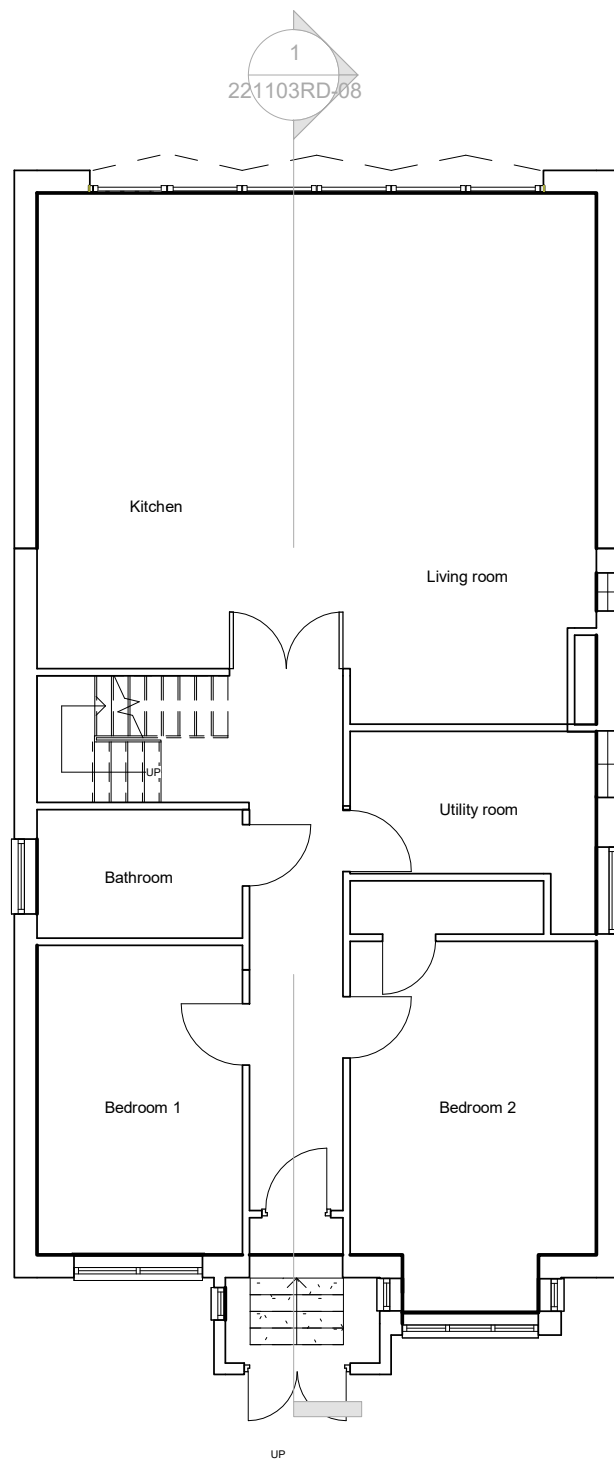 1
221103RD-08
Kitchen
Living room
UP
Utility room
Bathroom
Bedroom 1
Bedroom 2
UP